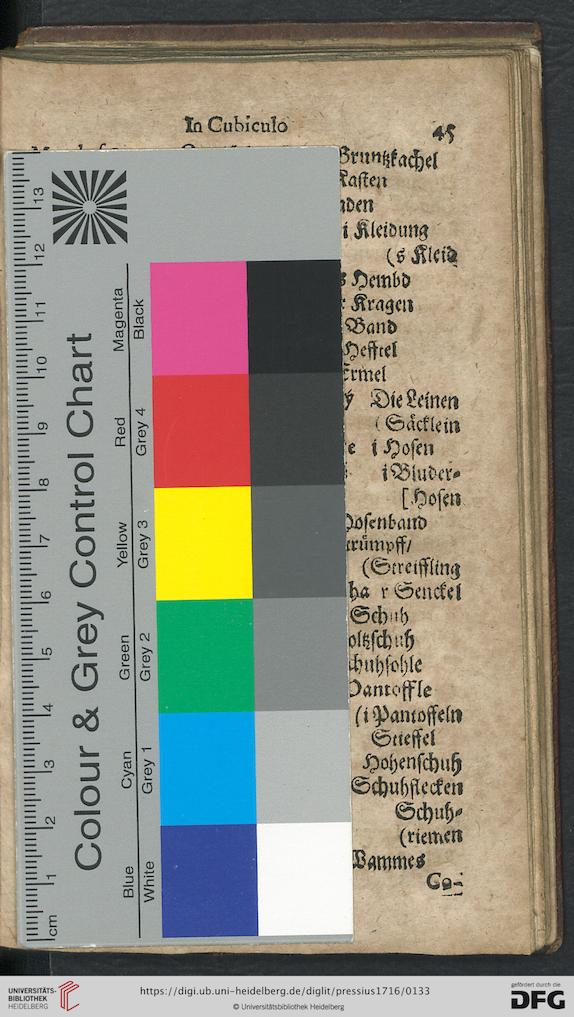 In Cubiculo 45
Bruntzkachel
Kasten
i Kleidung
(s Kleid
Hembd
Kragen
Band
Hefftel
Ermel
Die Leinen
(Säcklein
i Hosen
i Bluder-
[Hosen
Hosenband
(Streiffling
r Senckel
Schuh
Pantoffle
(i Pantoffeln
Stieffel
Hohenschuh
Schuhflecken
Schuh-
(riemen
Wammes
Go-
Colour & Grey Control Chart
Blue Cyan Green Yellow Red Magenta
White Grey 1 Grey 2 Grey 3 Grey 4 Black
cm 1 2 3 4 5 6 7 8 9 10 11 12 13
UNIVERSITÄTS-
BIBLIOTHEK
HEIDELBERG
https://digi.ub.uni-heidelberg.de/diglit/pressius1716/0133
© Universitätsbibliothek Heidelberg
gefördert durch die
DFG